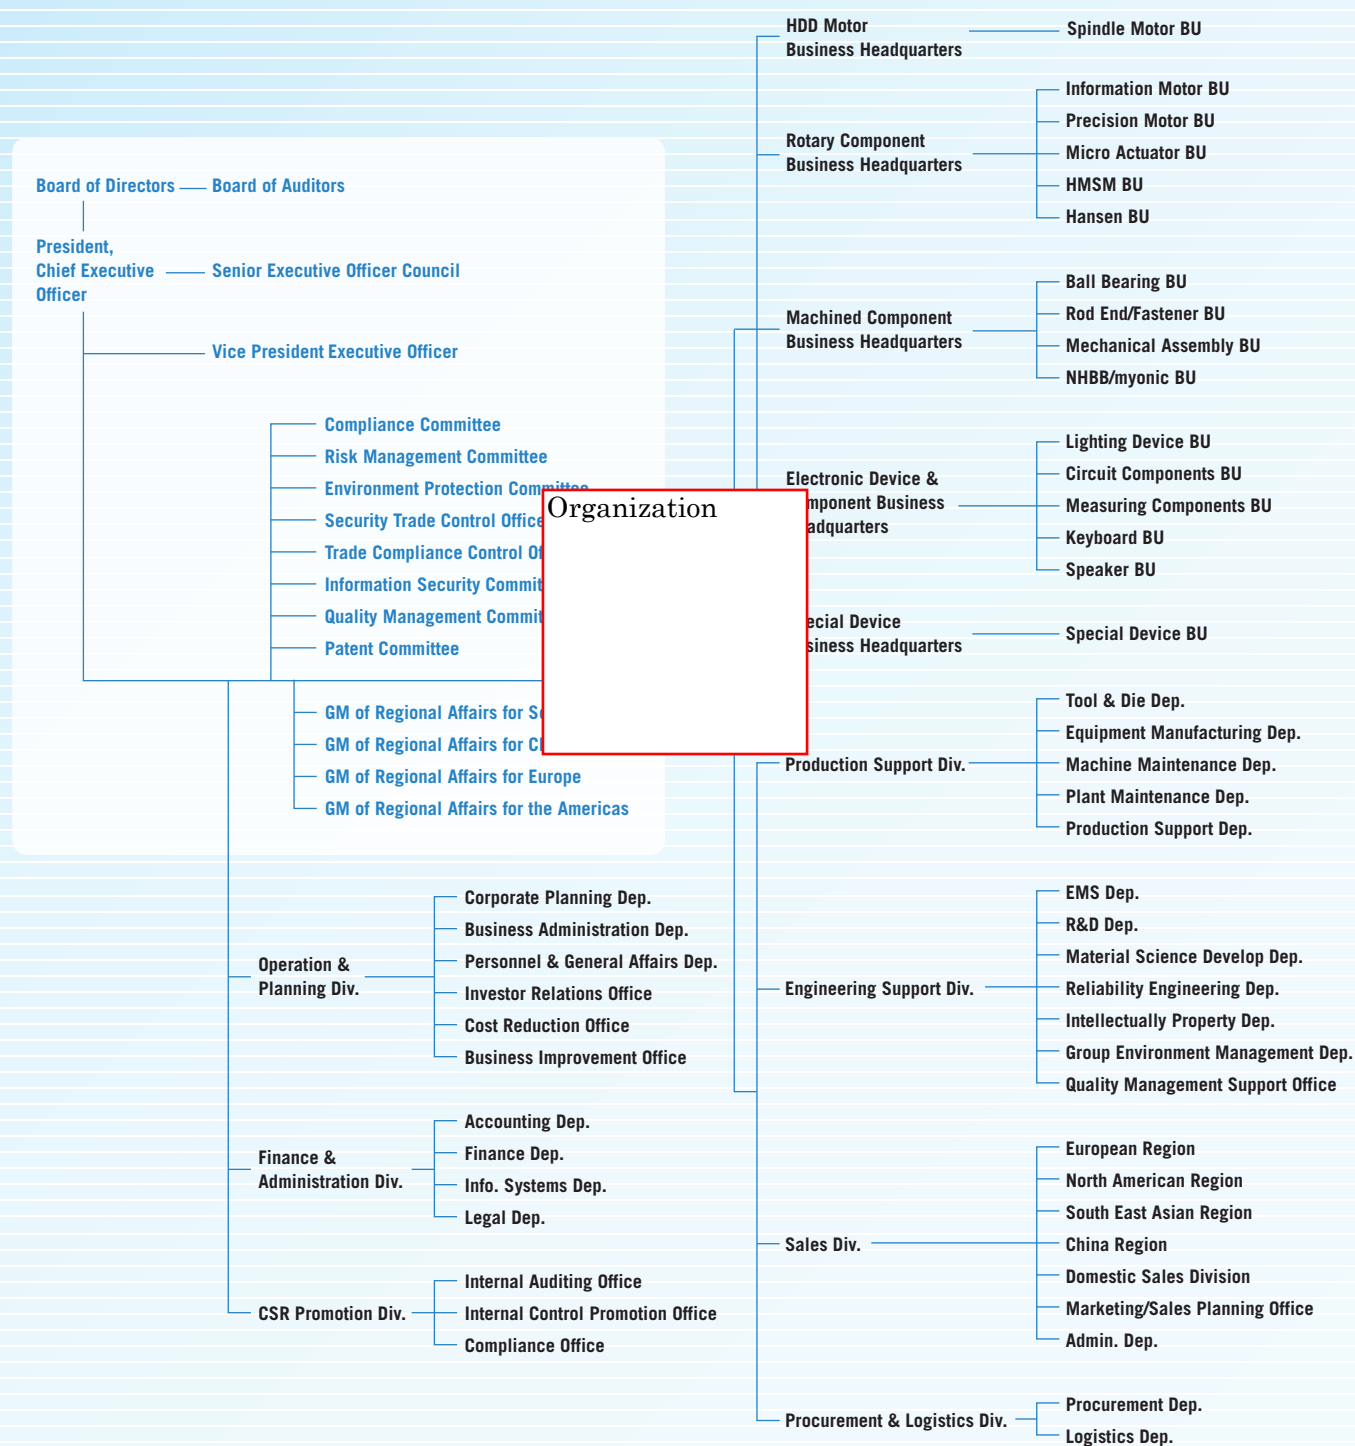 Board of Directors
Board of Auditors
President,
Chief Executive
Officer
Senior Executive Officer Council
Vice President Executive Officer
Compliance Committee
Risk Management Committee
Environment Protection Committee
Security Trade Control Office
Trade Compliance Control
Information Security
Quality Management
Patent Committee
GM of Regional Affairs for
GM of Regional Affairs for
GM of Regional Affairs for Europe
GM of Regional Affairs for the Americas
Organization
Operation &
Planning Div.
Corporate Planning Dep.
Business Administration Dep.
Personnel & General Affairs Dep.
Investor Relations Office
Cost Reduction Office
Business Improvement Office
Finance &
Administration Div.
Accounting Dep.
Finance Dep.
Info. Systems Dep.
Legal Dep.
CSR Promotion Div.
Internal Auditing Office
Internal Control Promotion Office
Compliance Office
HDD Motor
Business Headquarters
Spindle Motor BU
Rotary Component
Business Headquarters
Information Motor BU
Precision Motor BU
Micro Actuator BU
HMSM BU
Hansen BU
Machined Component
Business Headquarters
Ball Bearing BU
Rod End/Fastener BU
Mechanical Assembly BU
NHBB/myonic BU
Electronic Device &
Business
Lighting Device BU
Circuit Components BU
Measuring Components BU
Keyboard BU
Speaker BU
Device
Headquarters
Special Device BU
Production Support Div.
Tool & Die Dep.
Equipment Manufacturing Dep.
Machine Maintenance Dep.
Plant Maintenance Dep.
Production Support Dep.
Engineering Support Div.
EMS Dep.
R&D Dep.
Material Science Develop Dep.
Reliability Engineering Dep.
Intellectually Property Dep.
Group Environment Management Dep.
Quality Management Support Office
Sales Div.
European Region
North American Region
South East Asian Region
China Region
Domestic Sales Division
Marketing/Sales Planning Office
Admin. Dep.
Procurement & Logistics Div.
Procurement Dep.
Logistics Dep.